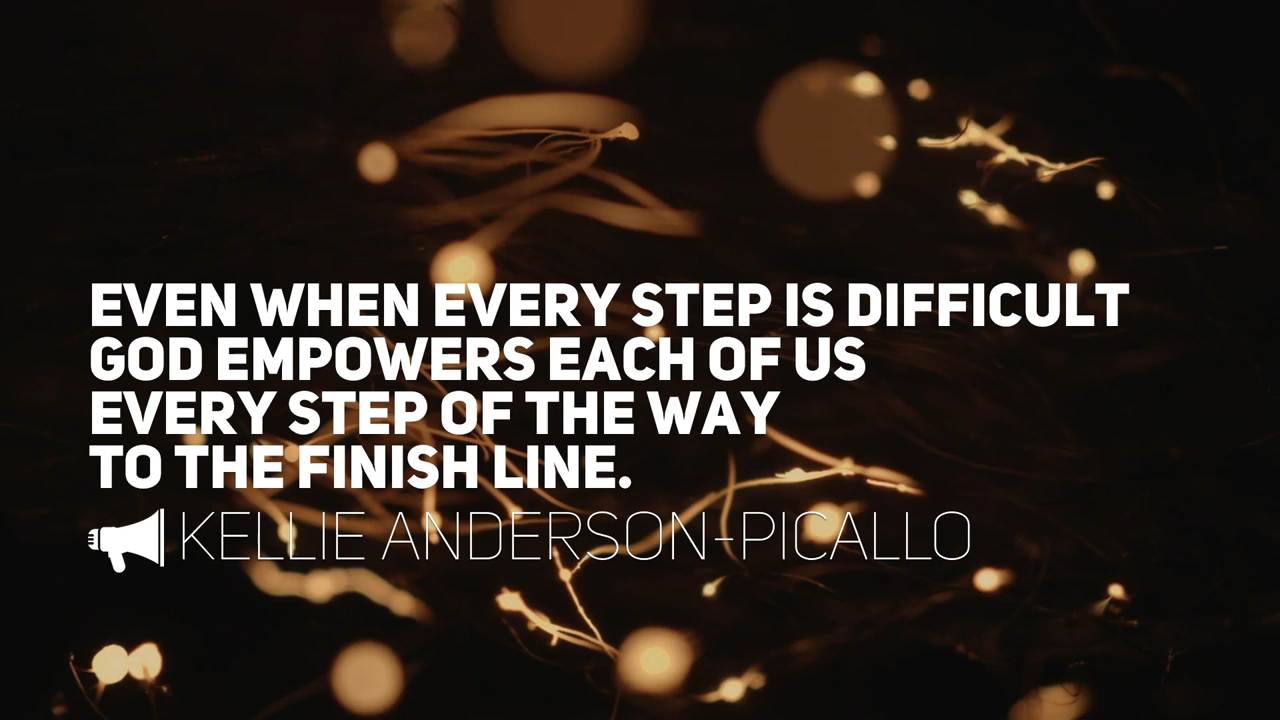 EVEN WHEN EVERY STEP IS DIFFICULT
GOD EMPOWERS EACH OF US
EVERY STEP OF THE WAY
TO THE FINISH LINE.
KELLIE ANDERSON-PICALLO